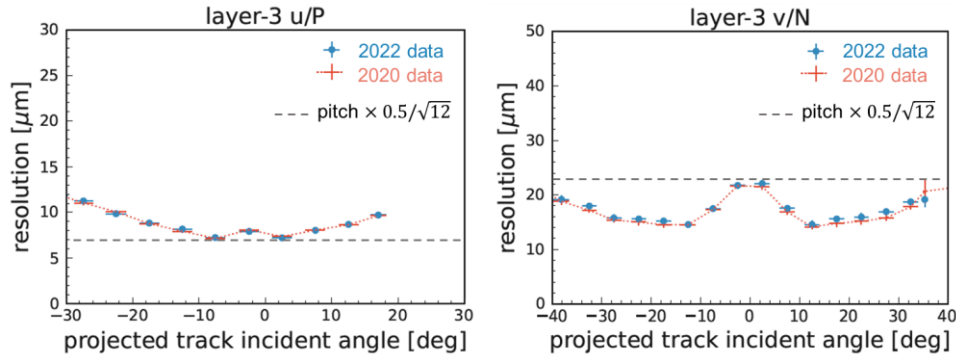 layer-3 u/P
30
25
20
15
10
5
0
−30
−20
−10
0
10
20
30
resolution [μm]
projected track incident angle [deg]
2022 data
2020 data
pitch × 0.5/√12
layer-3 v/N
50
40
30
20
10
0
−40
−30
−20
−10
0
10
20
30
40
resolution [μm]
projected track incident angle [deg]
2022 data
2020 data
pitch × 0.5/√12